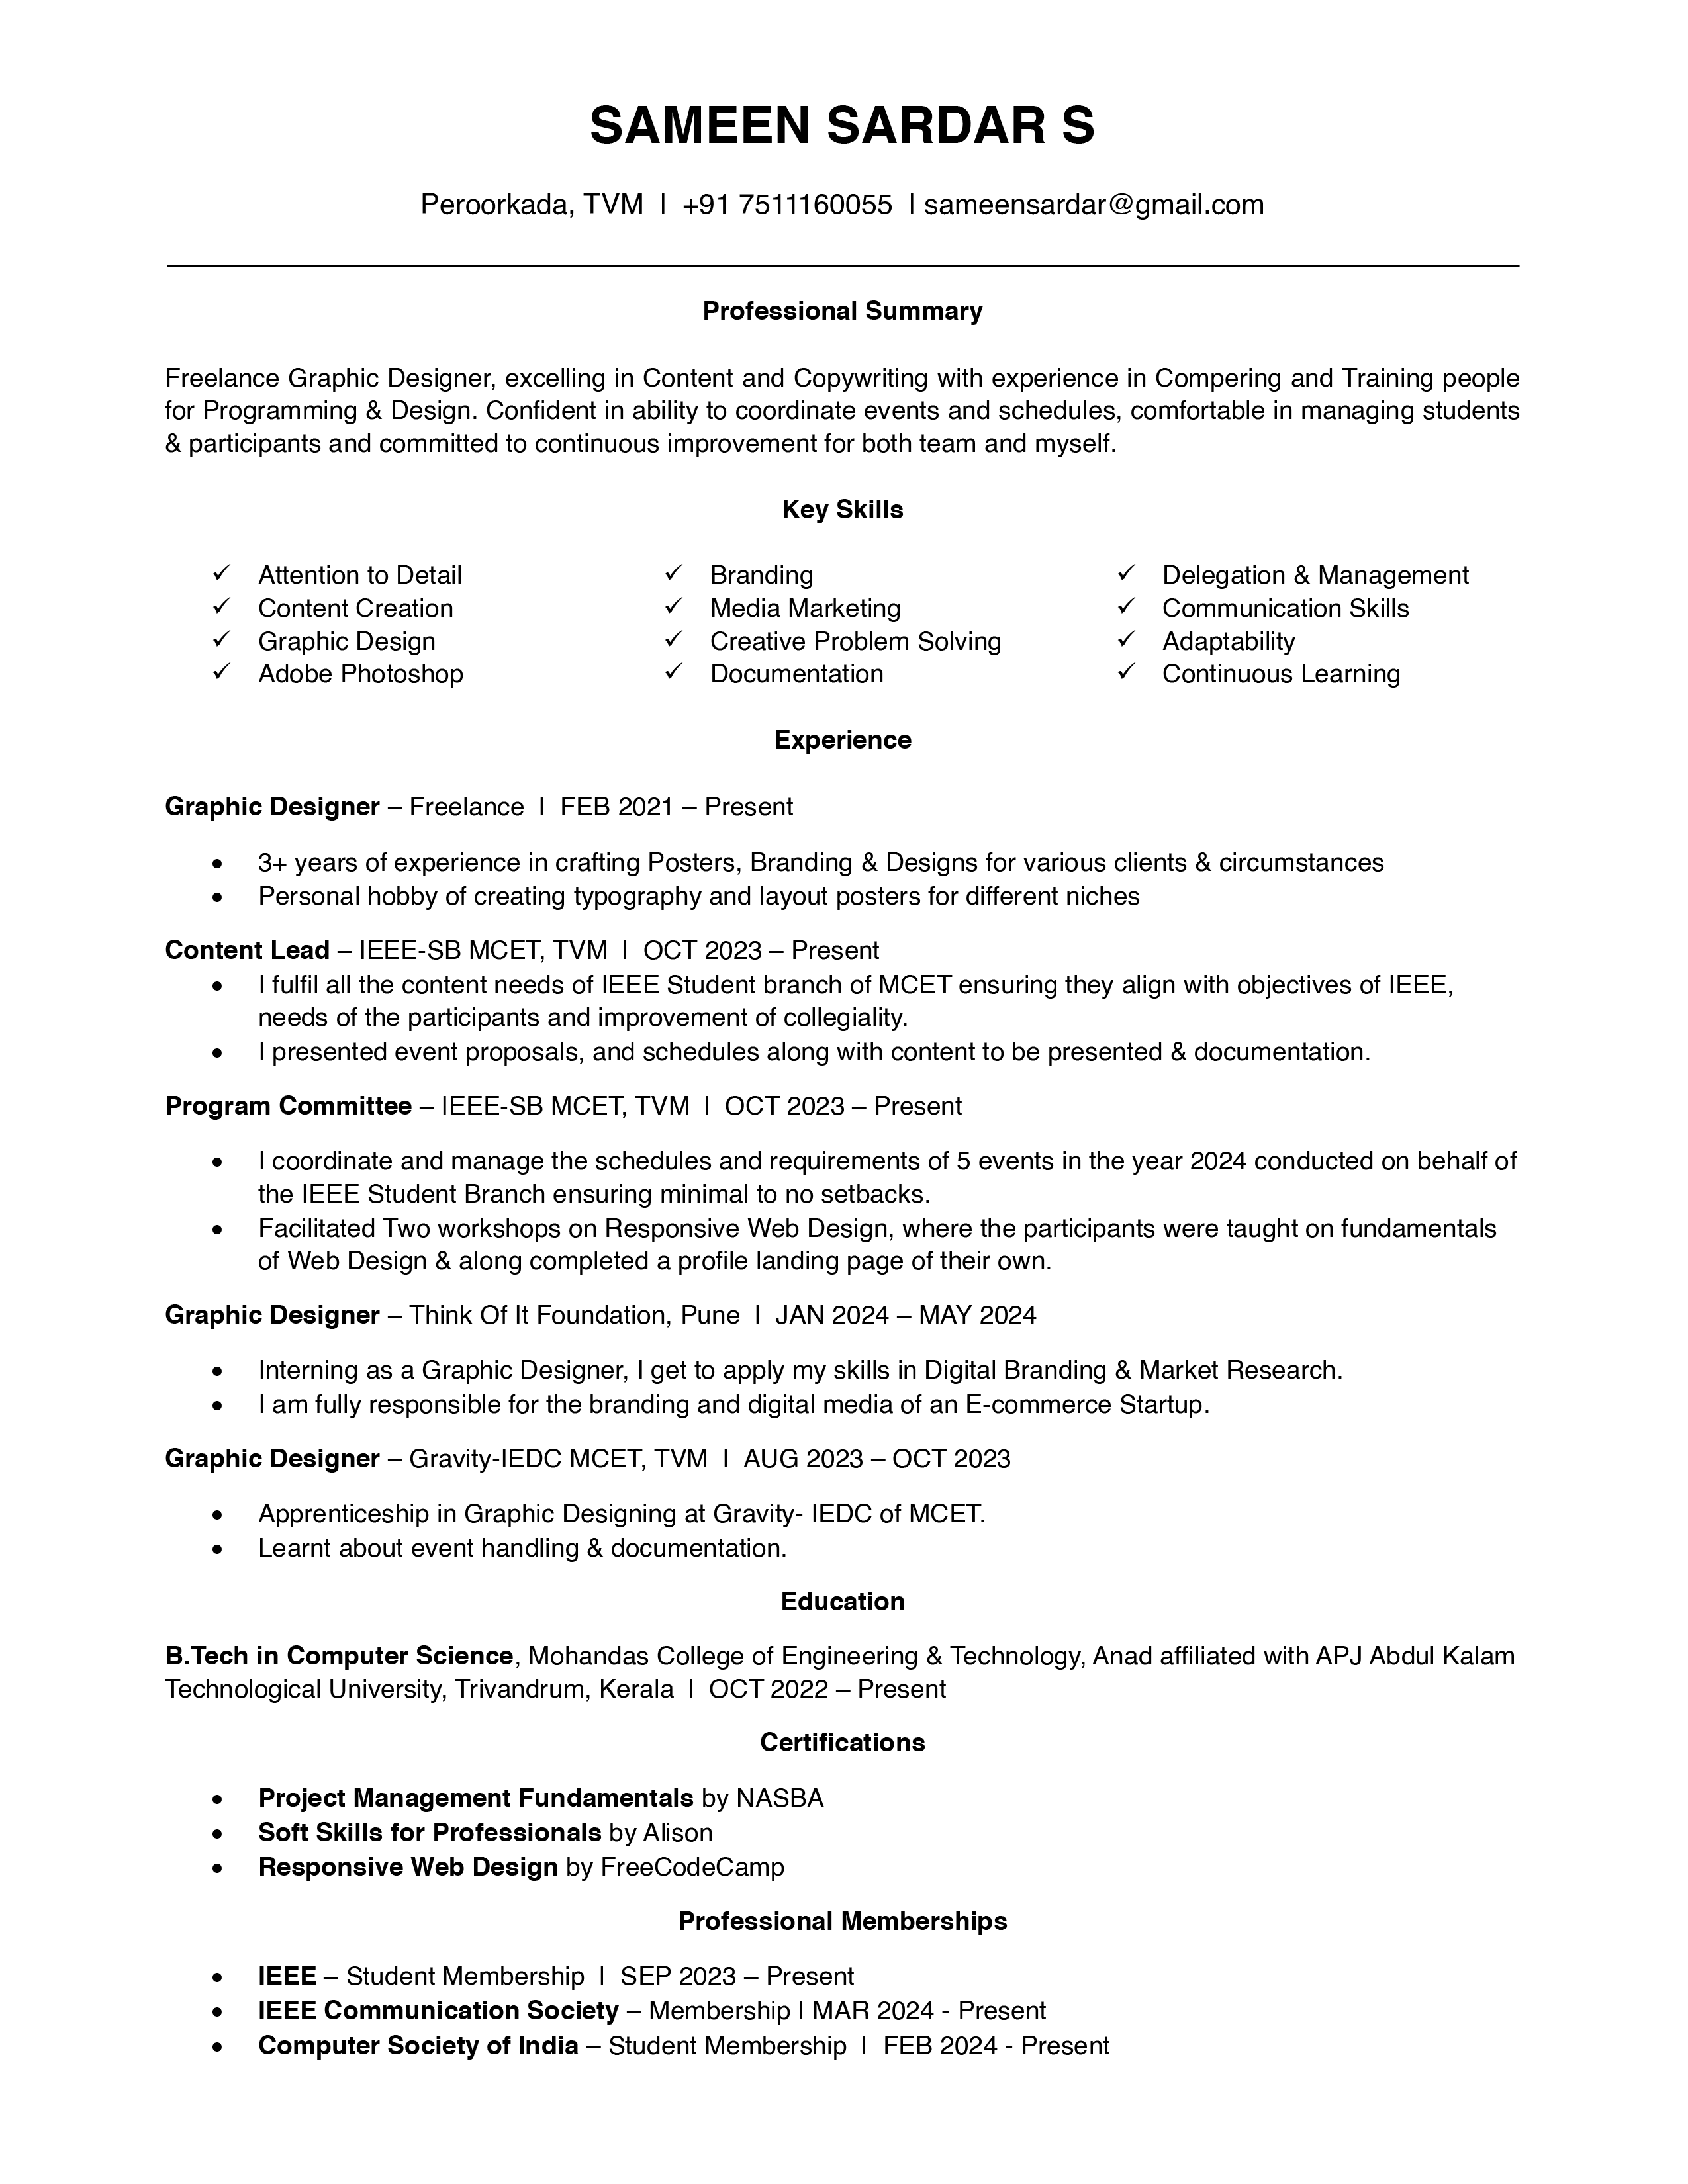 SAMEEN SARDAR S
Peroorkada, TVM | +91 7511160055 | sameensardar@gmail.com
Professional Summary
Freelance Graphic Designer, excelling in Content and Copywriting with experience in Compering and Training people
for Programming & Design. Confident in ability to coordinate events and schedules, comfortable in managing students
& participants and committed to continuous improvement for both team and myself.
Key Skills
✓ Attention to Detail
✓ Content Creation
✓ Graphic Design
✓ Adobe Photoshop
✓ Branding
✓ Media Marketing
✓ Creative Problem Solving
✓ Documentation
✓ Delegation & Management
✓ Communication Skills
✓ Adaptability
✓ Continuous Learning
Experience
Graphic Designer – Freelance | FEB 2021 – Present
• 3+ years of experience in crafting Posters, Branding & Designs for various clients & circumstances
• Personal hobby of creating typography and layout posters for different niches
Content Lead – IEEE-SB MCET, TVM | OCT 2023 – Present
• I fulfil all the content needs of IEEE Student branch of MCET ensuring they align with objectives of IEEE,
needs of the participants and improvement of collegiality.
• I presented event proposals, and schedules along with content to be presented & documentation.
Program Committee – IEEE-SB MCET, TVM | OCT 2023 – Present
• I coordinate and manage the schedules and requirements of 5 events in the year 2024 conducted on behalf of
the IEEE Student Branch ensuring minimal to no setbacks.
• Facilitated Two workshops on Responsive Web Design, where the participants were taught on fundamentals
of Web Design & along completed a profile landing page of their own.
Graphic Designer – Think Of It Foundation, Pune | JAN 2024 – MAY 2024
• Interning as a Graphic Designer, I get to apply my skills in Digital Branding & Market Research.
• I am fully responsible for the branding and digital media of an E-commerce Startup.
Graphic Designer – Gravity-IEDC MCET, TVM | AUG 2023 – OCT 2023
• Apprenticeship in Graphic Designing at Gravity- IEDC of MCET.
• Learnt about event handling & documentation.
Education
B.Tech in Computer Science, Mohandas College of Engineering & Technology, Anad affiliated with APJ Abdul Kalam
Technological University, Trivandrum, Kerala | OCT 2022 – Present
Certifications
• Project Management Fundamentals by NASBA
• Soft Skills for Professionals by Alison
• Responsive Web Design by FreeCodeCamp
Professional Memberships
• IEEE – Student Membership | SEP 2023 – Present
• IEEE Communication Society – Membership | MAR 2024 - Present
• Computer Society of India – Student Membership | FEB 2024 - Present